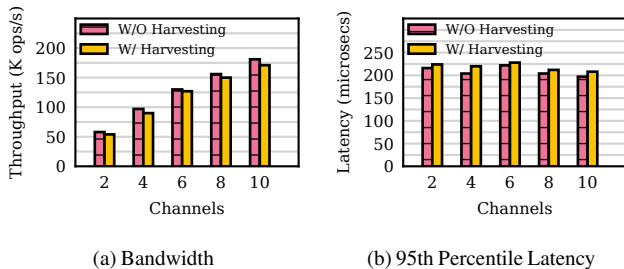 Throughput (K ops/s)
200
150
100
50
0
W/O Harvesting
W/ Harvesting
2 4 6 8 10
Channels
(a) Bandwidth
Latency (microsecs)
250
200
150
100
50
0
W/O Harvesting
W/ Harvesting
2 4 6 8 10
Channels
(b) 95th Percentile Latency